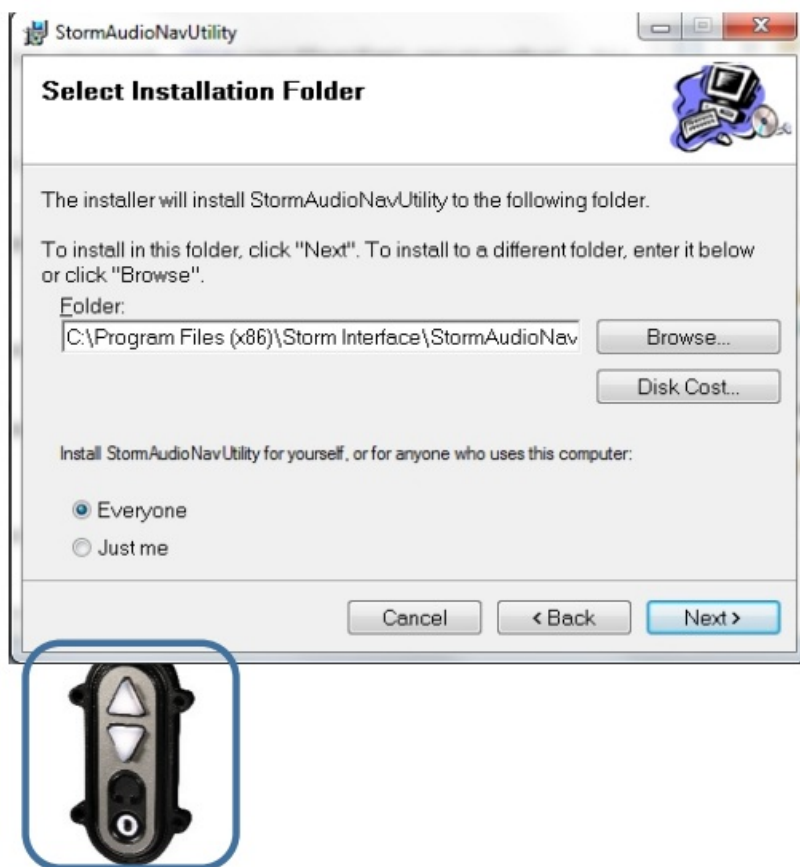 StormAudioNavUtility
Select Installation Folder
The installer will install StormAudioNavUtility to the following folder.
To install in this folder, click "Next". To install to a different folder, enter it below
or click "Browse".
Folder:
C:\Program Files (x86)\Storm Interface\StormAudioNav
Browse...
Disk Cost...
Install StormAudioNavUtility for yourself, or for anyone who uses this computer:
Everyone
Just me
Cancel
< Back
Next >